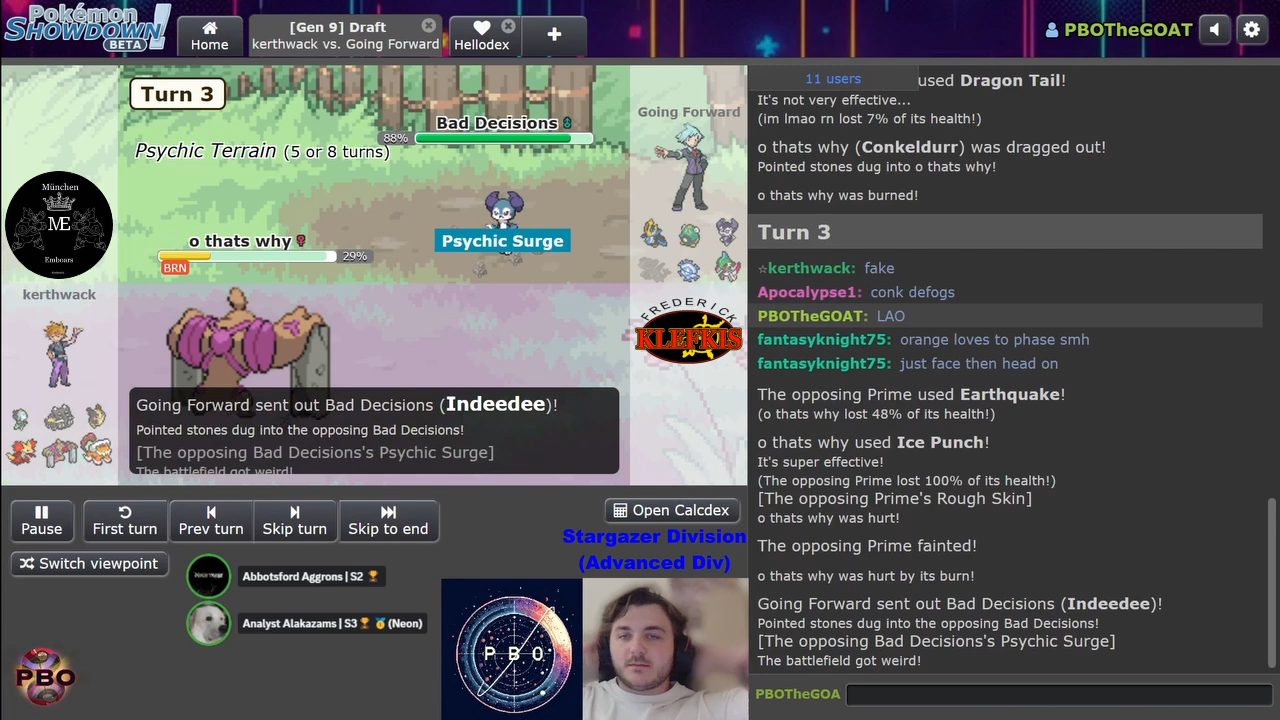 Pokémon
SHOWDOWN!
BETA
Home
[Gen 9] Draft
kerthwack vs. Going Forward
Hellodex
PBOTheGOAT
Turn 3
Psychic Terrain (5 or 8 turns)
Bad Decisions
88%
Psychic Surge
o thats why
29%
BRN
Going Forward sent out Bad Decisions (Indeedee)!
Pointed stones dug into the opposing Bad Decisions!
[The opposing Bad Decisions's Psychic Surge]
The battlefield got weird!
München
ME
Emboars
kerthwack
Going Forward
FREDERICK
KLEFKIS
Pause
First turn
Prev turn
Skip turn
Skip to end
Open Calcdex
Switch viewpoint
Stargazer Division
(Advanced Div)
Abbotsford Aggrons | S2 🏆
Analyst Alakazams | S3 🏆 🥇 (Neon)
PBO
P B O
11 users
used Dragon Tail!
It's not very effective...
(im lmao rn lost 7% of its health!)
o thats why (Conkeldurr) was dragged out!
Pointed stones dug into o thats why!
o thats why was burned!
Turn 3
☆kerthwack: fake
Apocalypse1: conk defogs
PBOTheGOAT: LAO
fantasyknight75: orange loves to phase smh
fantasyknight75: just face then head on
The opposing Prime used Earthquake!
(o thats why lost 48% of its health!)
o thats why used Ice Punch!
It's super effective!
(The opposing Prime lost 100% of its health!)
[The opposing Prime's Rough Skin]
o thats why was hurt!
The opposing Prime fainted!
o thats why was hurt by its burn!
Going Forward sent out Bad Decisions (Indeedee)!
Pointed stones dug into the opposing Bad Decisions!
[The opposing Bad Decisions's Psychic Surge]
The battlefield got weird!
PBOTheGOA